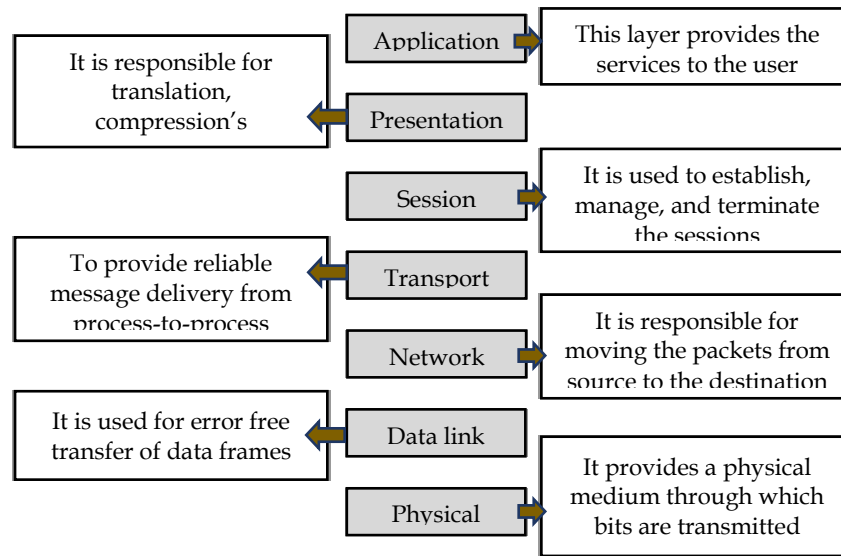 Application
This layer provides the
services to the user
It is responsible for
translation,
compression's
Presentation
Session
It is used to establish,
manage, and terminate
the sessions
To provide reliable
message delivery from
process-to-process
Transport
Network
It is responsible for
moving the packets from
source to the destination
It is used for error free
transfer of data frames
Data link
Physical
It provides a physical
medium through which
bits are transmitted